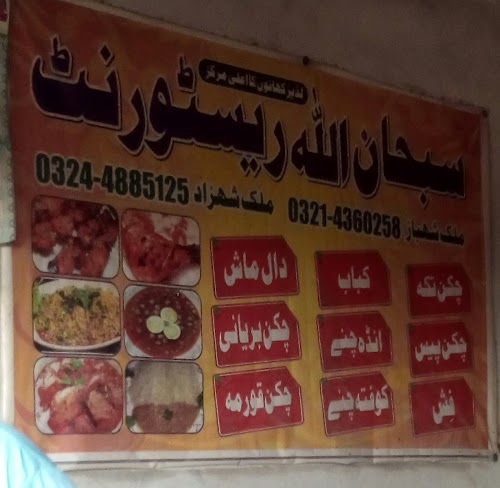 لذیذ کھانوں کا اعلیٰ مرکز
سبحان اللہ ریسٹورنٹ
ملک شہباز 0321-4360258 ملک شہزاد 0324-4885125
چکن تکہ کباب دال ماش
چکن پیس انڈہ چنے چکن بریانی
فش کوفتہ چنے چکن قورمہ